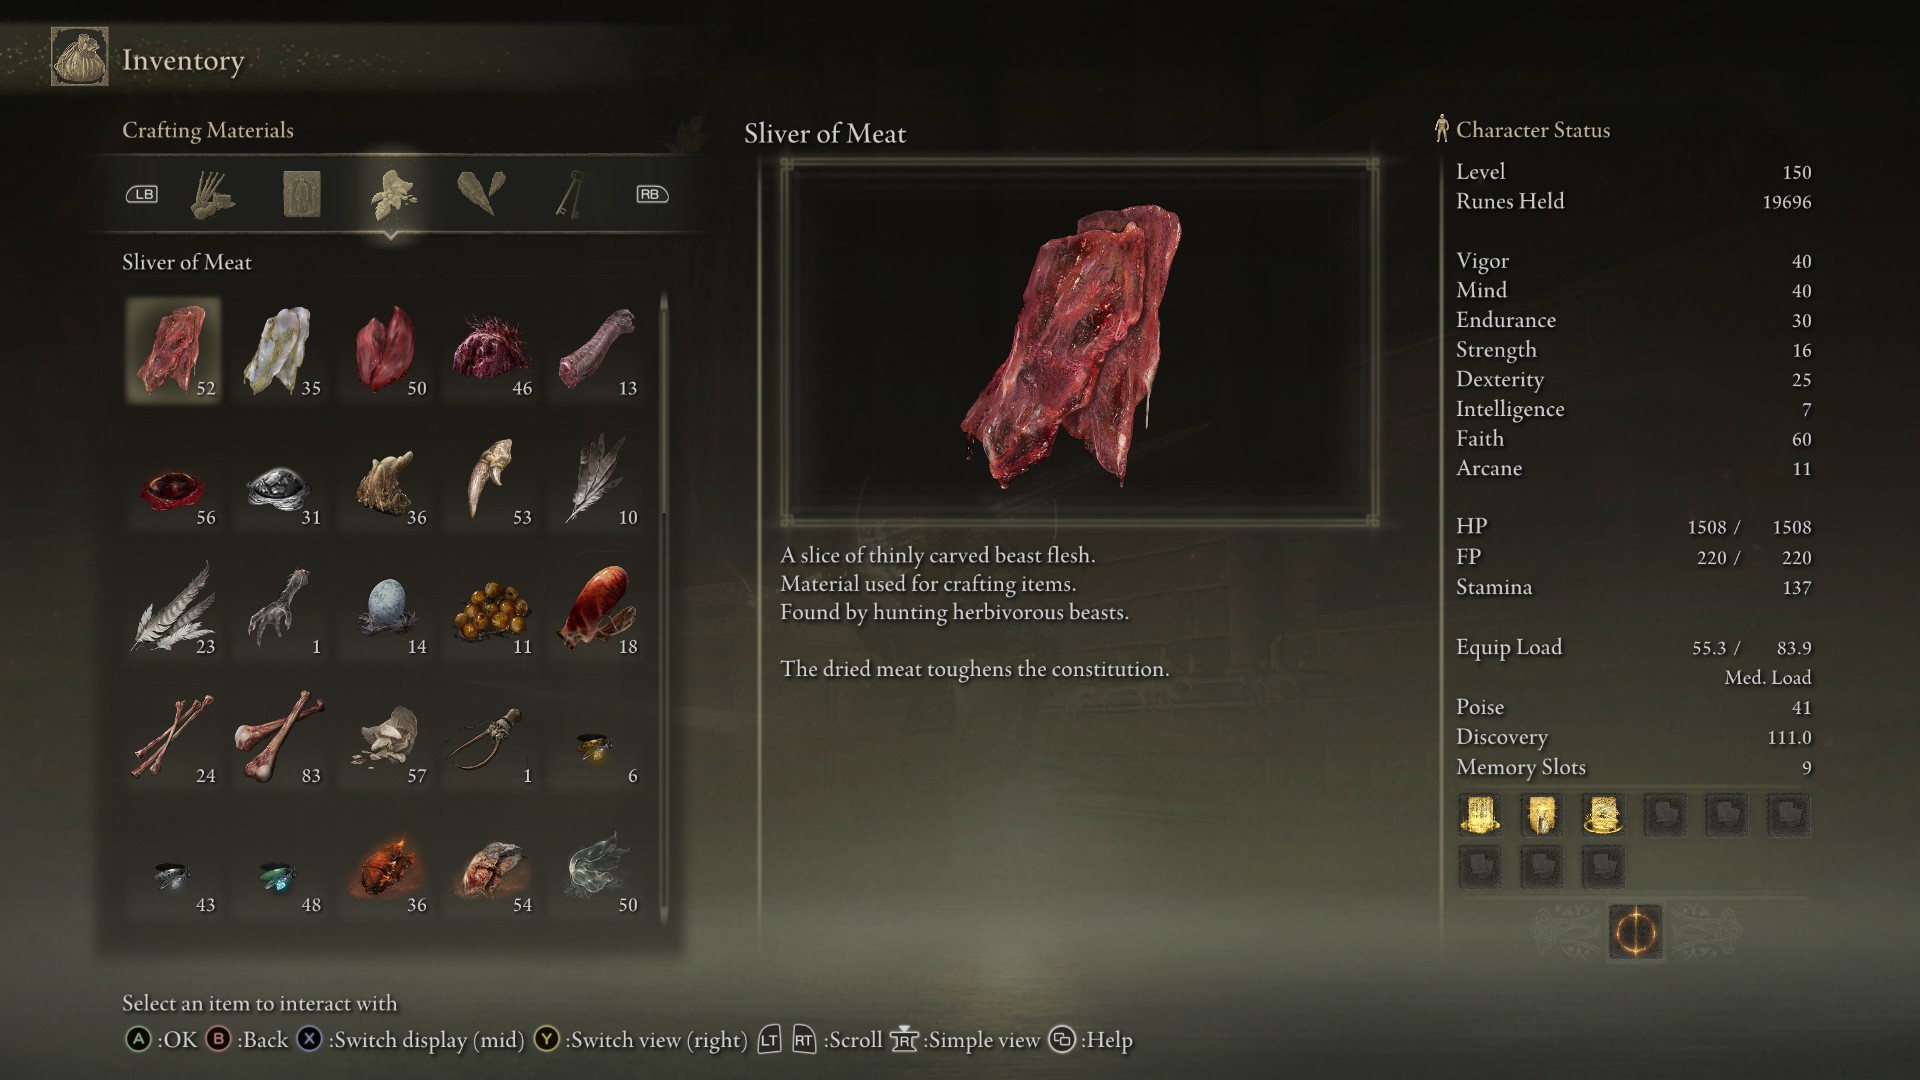 Inventory
Crafting Materials
LB
RB
Sliver of Meat
52 35 50 46 13
56 31 36 53 10
23 1 14 11 18
24 83 57 1 6
43 48 36 54 50
Sliver of Meat
A slice of thinly carved beast flesh.
Material used for crafting items.
Found by hunting herbivorous beasts.
The dried meat toughens the constitution.
Character Status
Level 150
Runes Held 19696
Vigor 40
Mind 40
Endurance 30
Strength 16
Dexterity 25
Intelligence 7
Faith 60
Arcane 11
HP 1508 / 1508
FP 220 / 220
Stamina 137
Equip Load 55.3 / 83.9
Med. Load
Poise 41
Discovery 111.0
Memory Slots 9
Select an item to interact with
A :OK B :Back X :Switch display (mid) Y :Switch view (right) LT RT :Scroll R :Simple view :Help